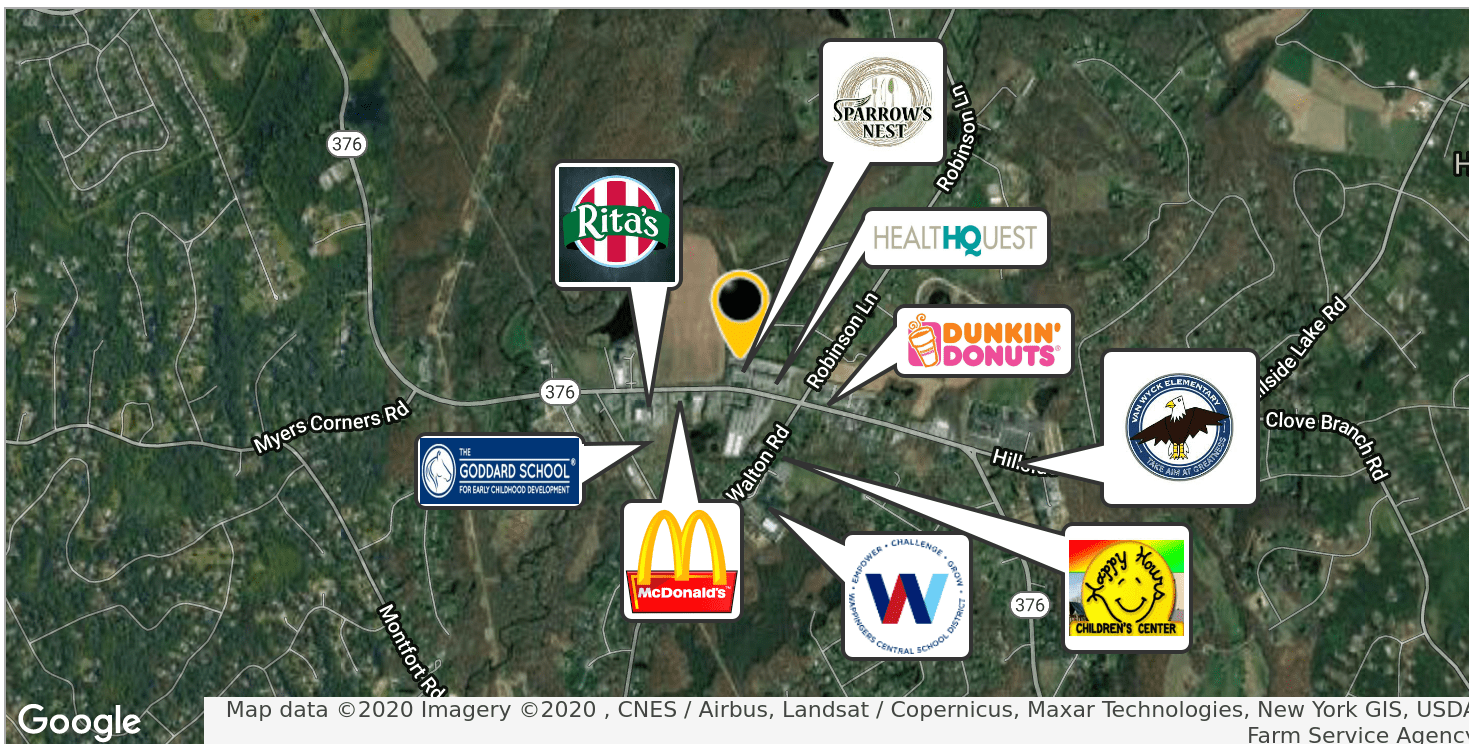 376
SPARROW'S
NEST
Robinson Ln
Ln
Rita's
HEALTHQUEST
Robinson Ln
DUNKIN'
DONUTS®
376
VAN WYCK ELEMENTARY
TAKE AIM AT GREATNESS
lside Lake Rd
Clove Branch Rd
Myers Corners Rd
THE
GODDARD SCHOOL®
FOR EARLY CHILDHOOD DEVELOPMENT
Walton Rd
McDonald's
EMPOWER • CHALLENGE • GROW
WAPPINGERS CENTRAL SCHOOL DISTRICT
Happy Hours
CHILDREN'S CENTER
376
Montfort Rd
Google
Map data ©2020 Imagery ©2020 , CNES / Airbus, Landsat / Copernicus, Maxar Technologies, New York GIS, USDA
Farm Service Agency